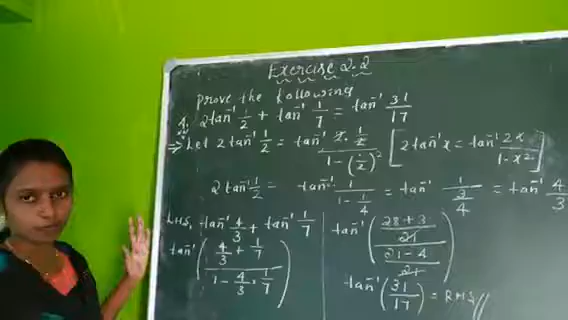 Exercise 2.2
Prove the following
4. 2tan⁻¹ 1/2 + tan⁻¹ 1/7 = tan⁻¹ 31/17
⇒ Let 2tan⁻¹ 1/2 = tan⁻¹ (2 · 1/2)/(1 - (1/2)²) [2tan⁻¹x = tan⁻¹ 2x/(1 - x²)]
2tan⁻¹ 1/2 = tan⁻¹ 1/(1 - 1/4) = tan⁻¹ 1/(3/4) = tan⁻¹ 4/3
LHS, tan⁻¹ 4/3 + tan⁻¹ 1/7
tan⁻¹ ((4/3 + 1/7)/(1 - 4/3 · 1/7))
tan⁻¹ (((28+3)/21)/((21-4)/21))
tan⁻¹ (31/17) = RHS //